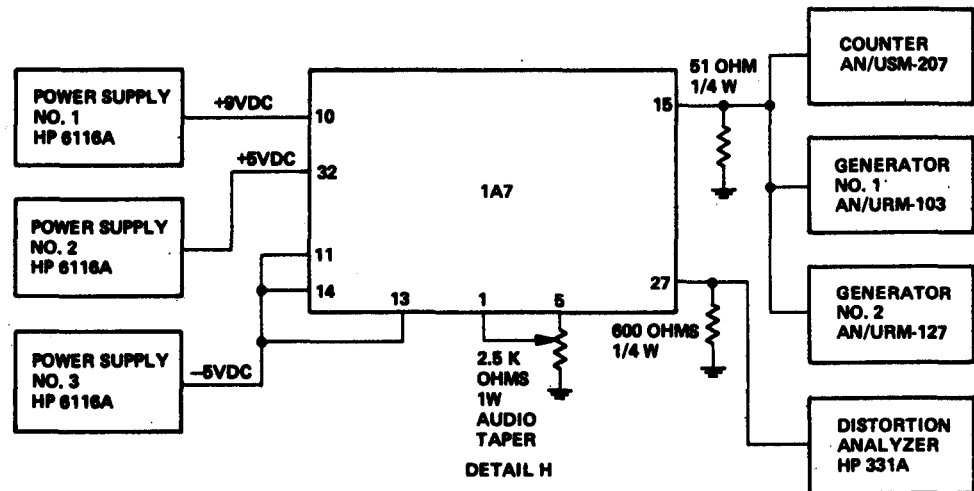 POWER SUPPLY
NO. 1
HP 6116A
+9VDC
10
POWER SUPPLY
NO. 2
HP 6116A
+5VDC
32
POWER SUPPLY
NO. 3
HP 6116A
–5VDC
11
14
13
1
5
1A7
15
27
51 OHM
1/4 W
600 OHMS
1/4 W
2.5 K
OHMS
1W
AUDIO
TAPER
COUNTER
AN/USM-207
GENERATOR
NO. 1
AN/URM-103
GENERATOR
NO. 2
AN/URM-127
DISTORTION
ANALYZER
HP 331A
DETAIL H